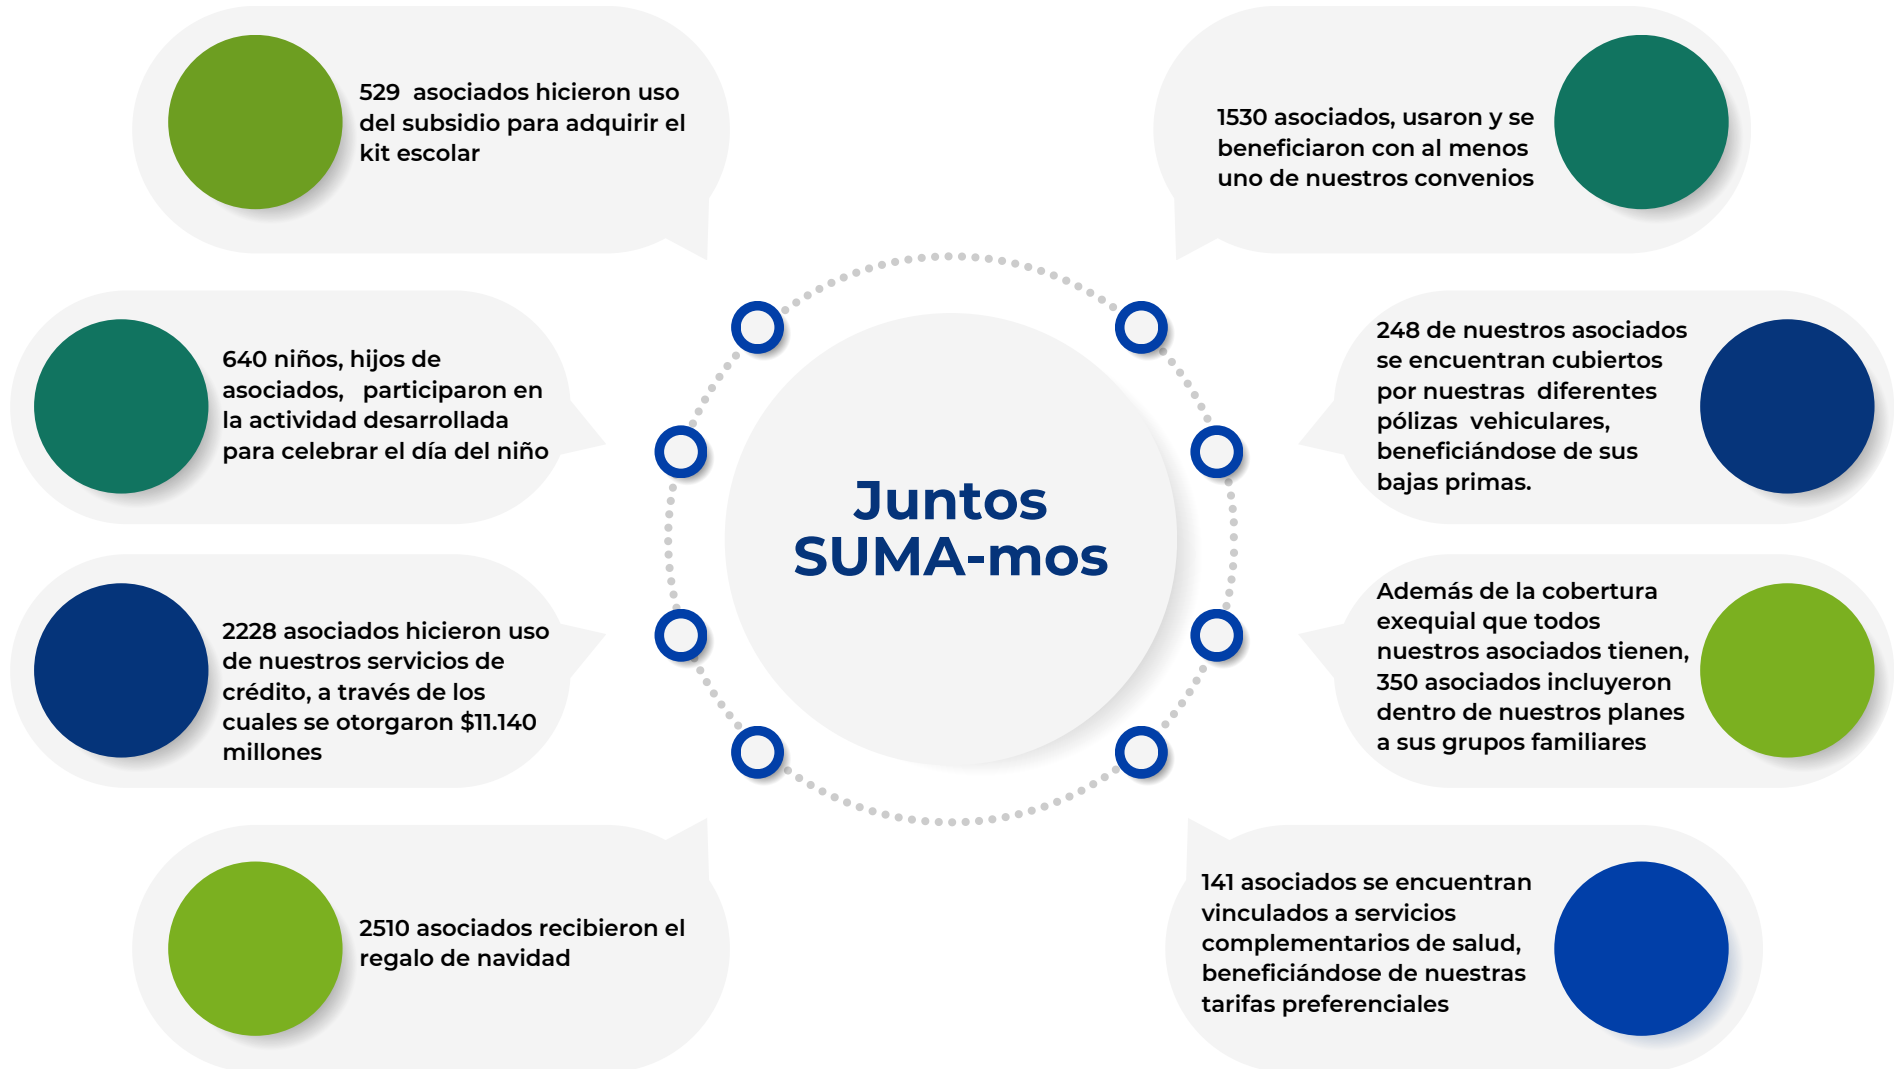 529 asociados hicieron uso
del subsidio para adquirir el
kit escolar
640 niños, hijos de
asociados, participaron en
la actividad desarrollada
para celebrar el día del niño
2228 asociados hicieron uso
de nuestros servicios de
crédito, a través de los
cuales se otorgaron $11.140
millones
2510 asociados recibieron el
regalo de navidad
Juntos
SUMA-mos
1530 asociados, usaron y se
beneficiaron con al menos
uno de nuestros convenios
248 de nuestros asociados
se encuentran cubiertos
por nuestras diferentes
pólizas vehiculares,
beneficiándose de sus
bajas primas.
Además de la cobertura
exequial que todos
nuestros asociados tienen,
350 asociados incluyeron
dentro de nuestros planes
a sus grupos familiares
141 asociados se encuentran
vinculados a servicios
complementarios de salud,
beneficiándose de nuestras
tarifas preferenciales